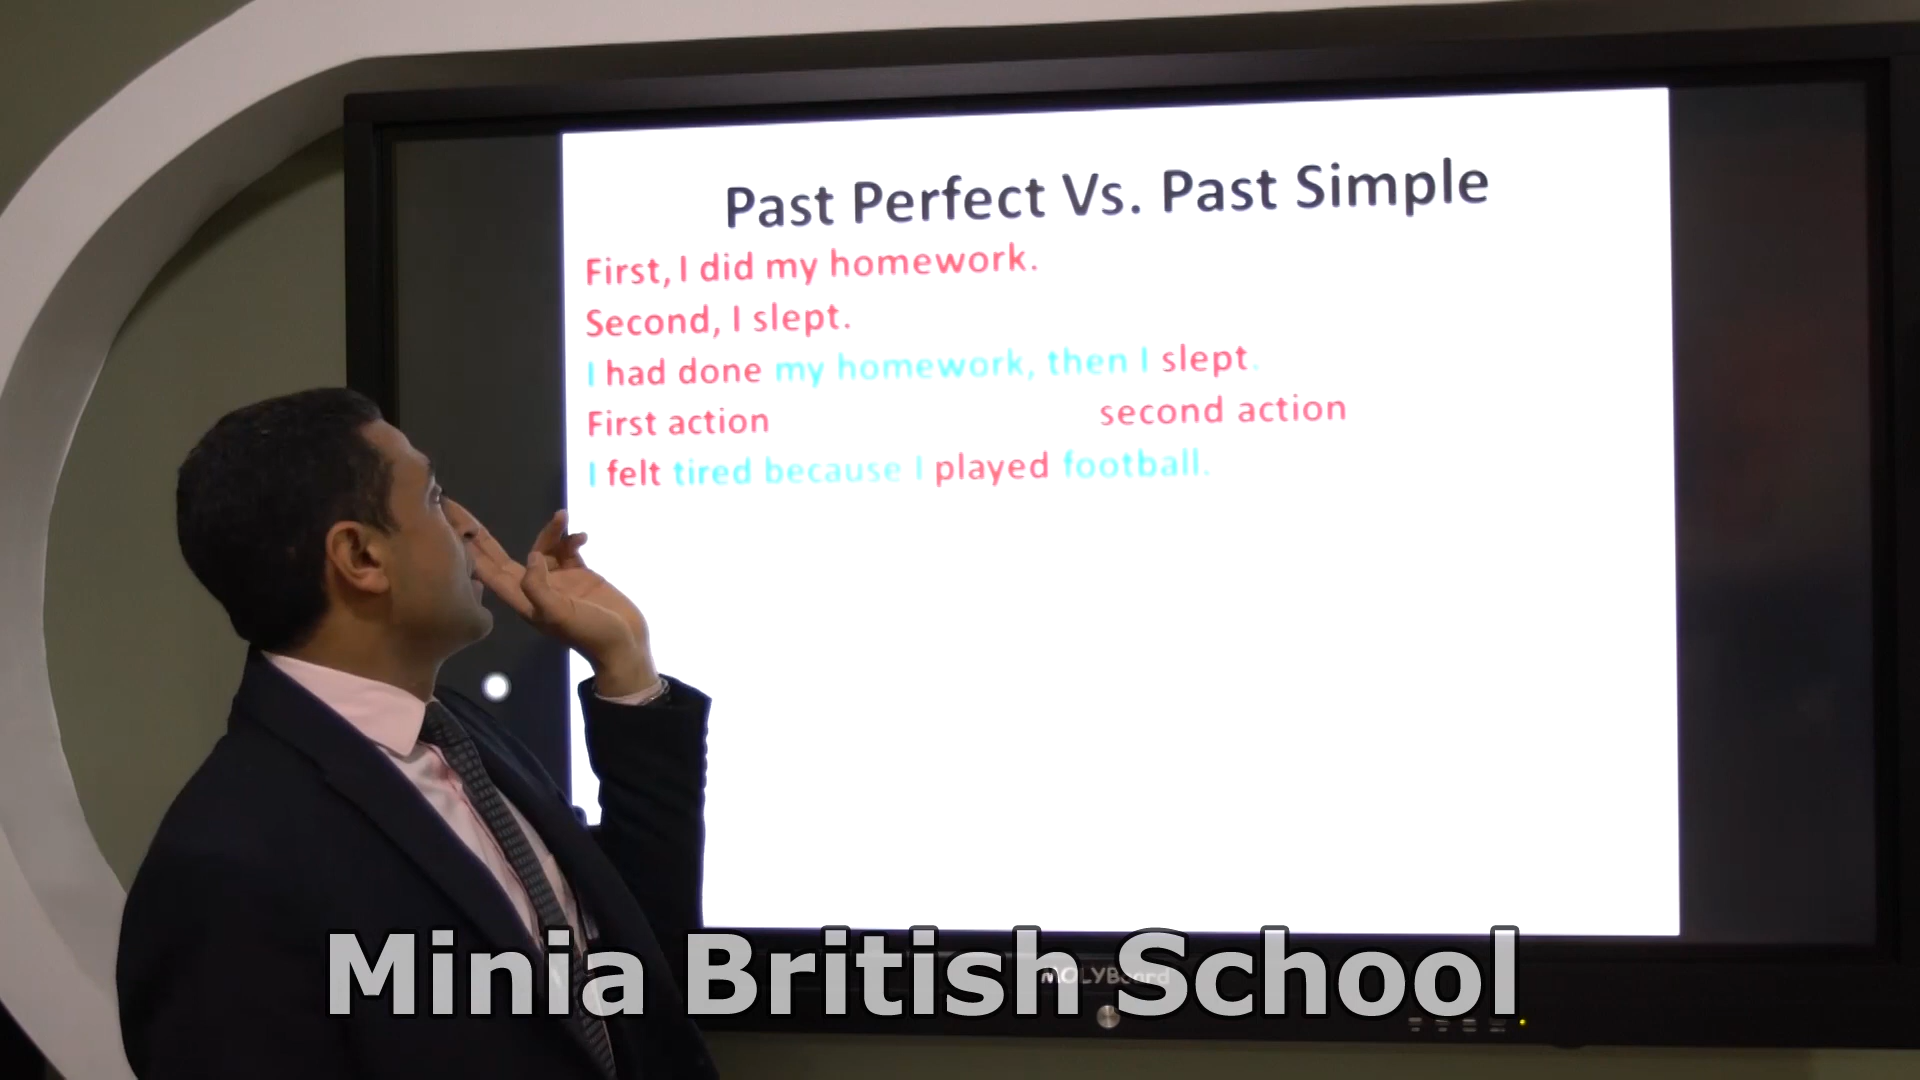 Past Perfect Vs. Past Simple
First, I did my homework.
Second, I slept.
I had done my homework, then I slept.
First action second action
I felt tired because I played football.
Minia British School
MOLYBoard